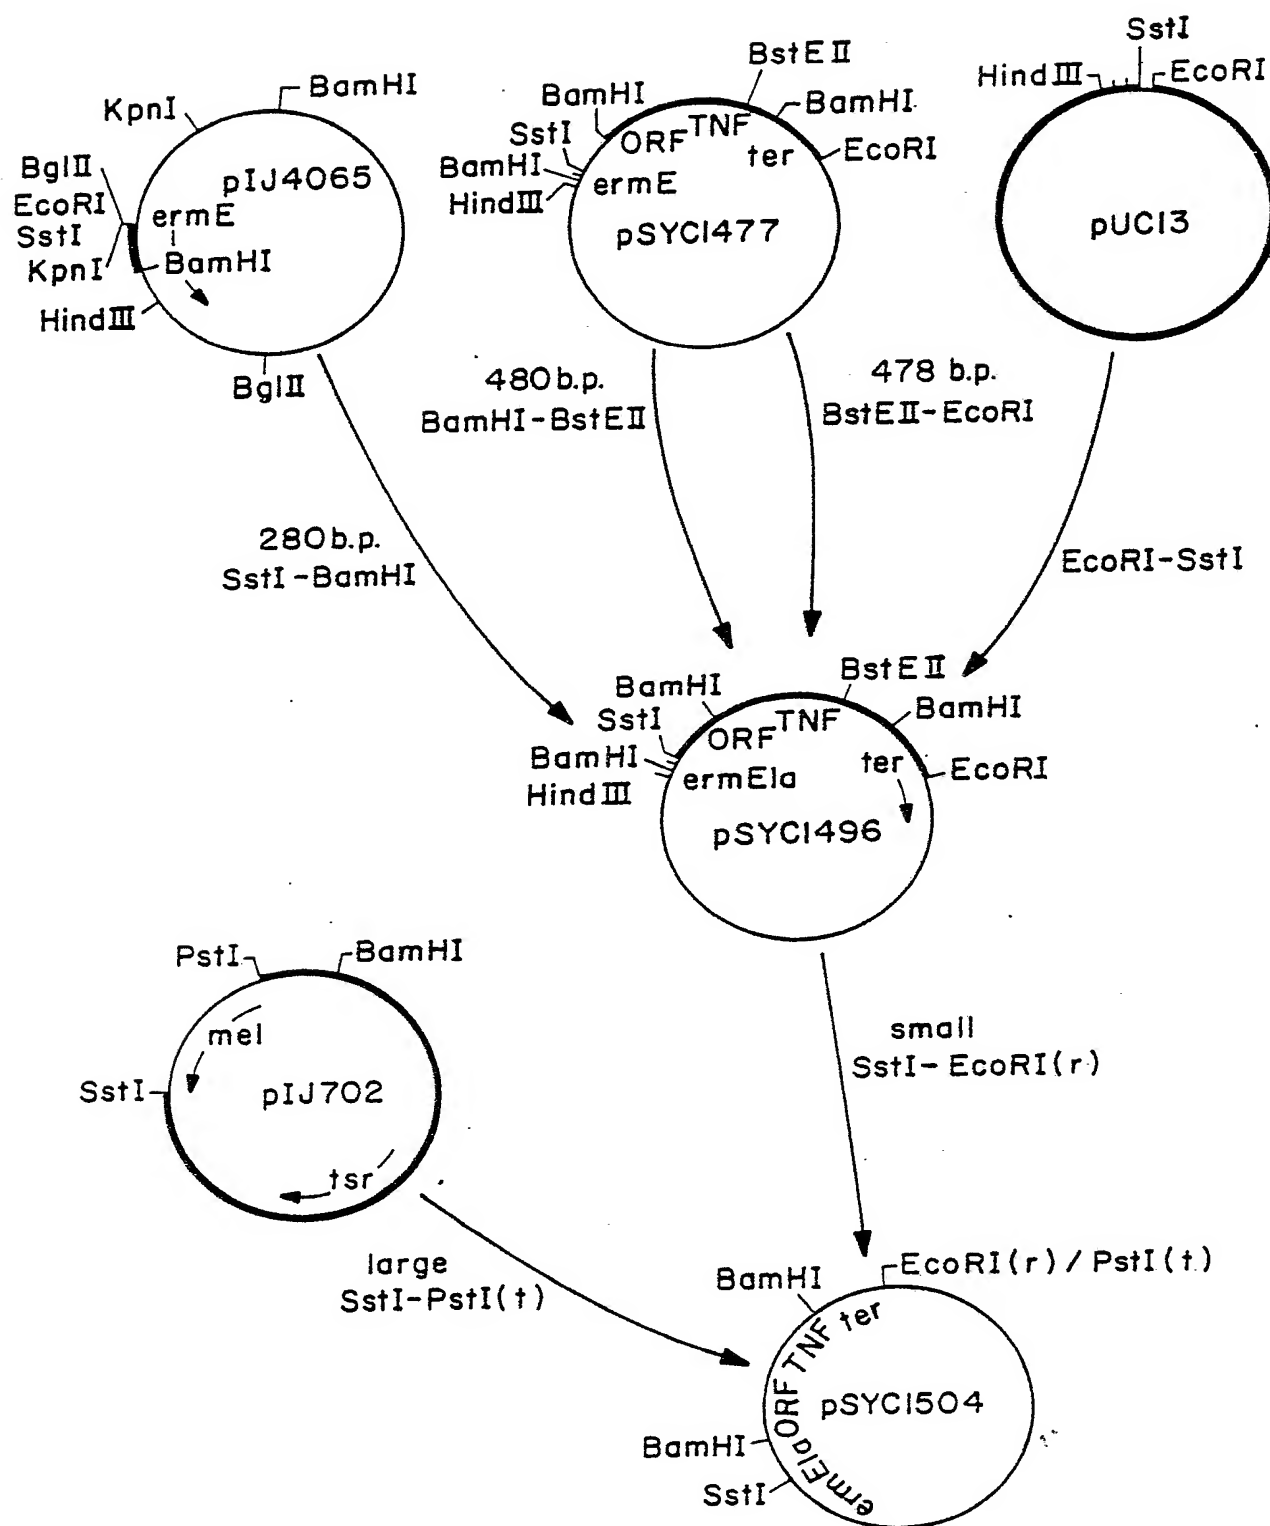 KpnI
BamHI
BglII
EcoRI
SstI
KpnI
HindIII
BglII
pIJ4065
ermE
BamHI
BstEII
BamHI
SstI
BamHI
HindIII
BamHI
EcoRI
ORF TNF
ter
ermE
pSYC1477
SstI
HindIII
EcoRI
pUC13
480 b.p.
BamHI-BstEII
478 b.p.
BstEII-EcoRI
280 b.p.
SstI-BamHI
EcoRI-SstI
BstEII
BamHI
BamHI
SstI
BamHI
HindIII
EcoRI
ORF TNF
ter
ermE1a
pSYC1496
PstI
BamHI
SstI
mel
pIJ702
tsr
small
SstI-EcoRI(r)
large
SstI-PstI(t)
BamHI
EcoRI(r)/PstI(t)
ermE1a ORF TNF ter
pSYC1504
BamHI
SstI